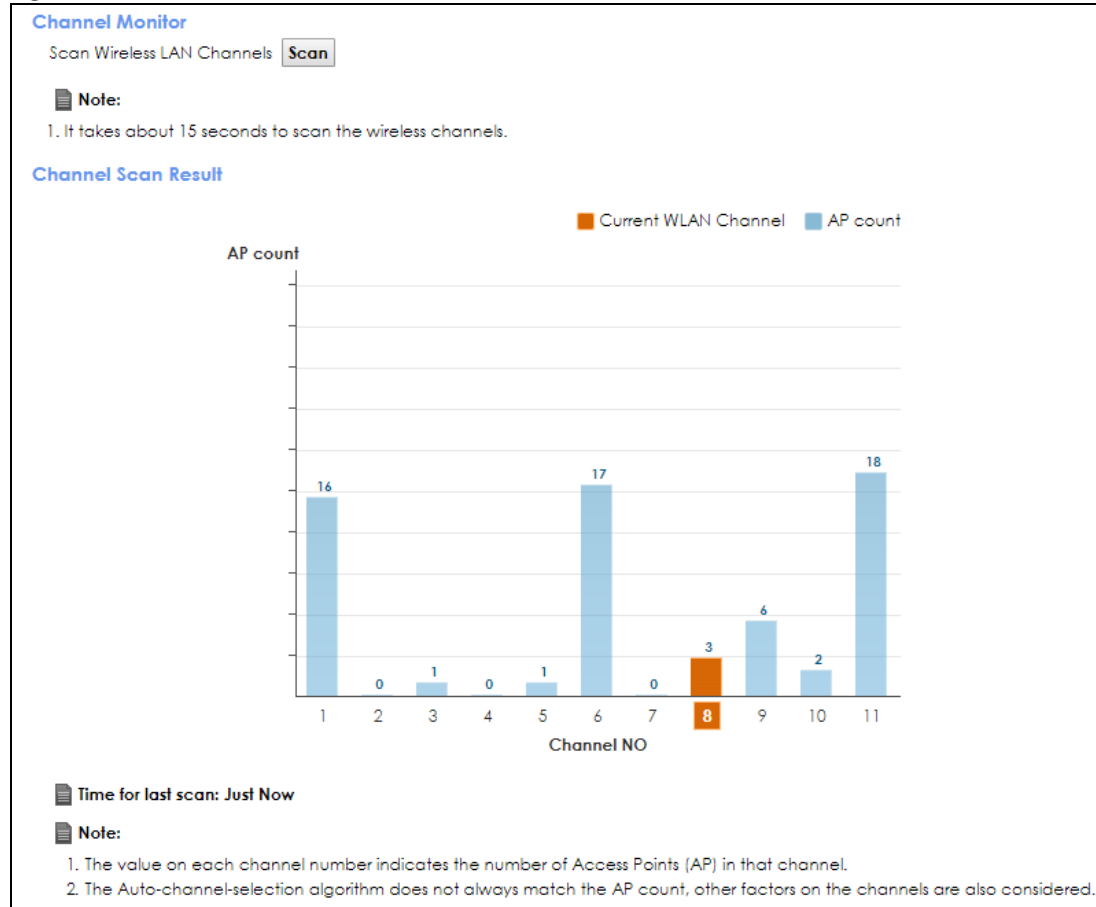 Channel Monitor
Scan Wireless LAN Channels Scan
Note:
1. It takes about 15 seconds to scan the wireless channels.
Channel Scan Result
Current WLAN Channel AP count
AP count
16 0 1 0 1 17 0 3 6 2 18
1 2 3 4 5 6 7 8 9 10 11
Channel NO
Time for last scan: Just Now
Note:
1. The value on each channel number indicates the number of Access Points (AP) in that channel.
2. The Auto-channel-selection algorithm does not always match the AP count, other factors on the channels are also considered.